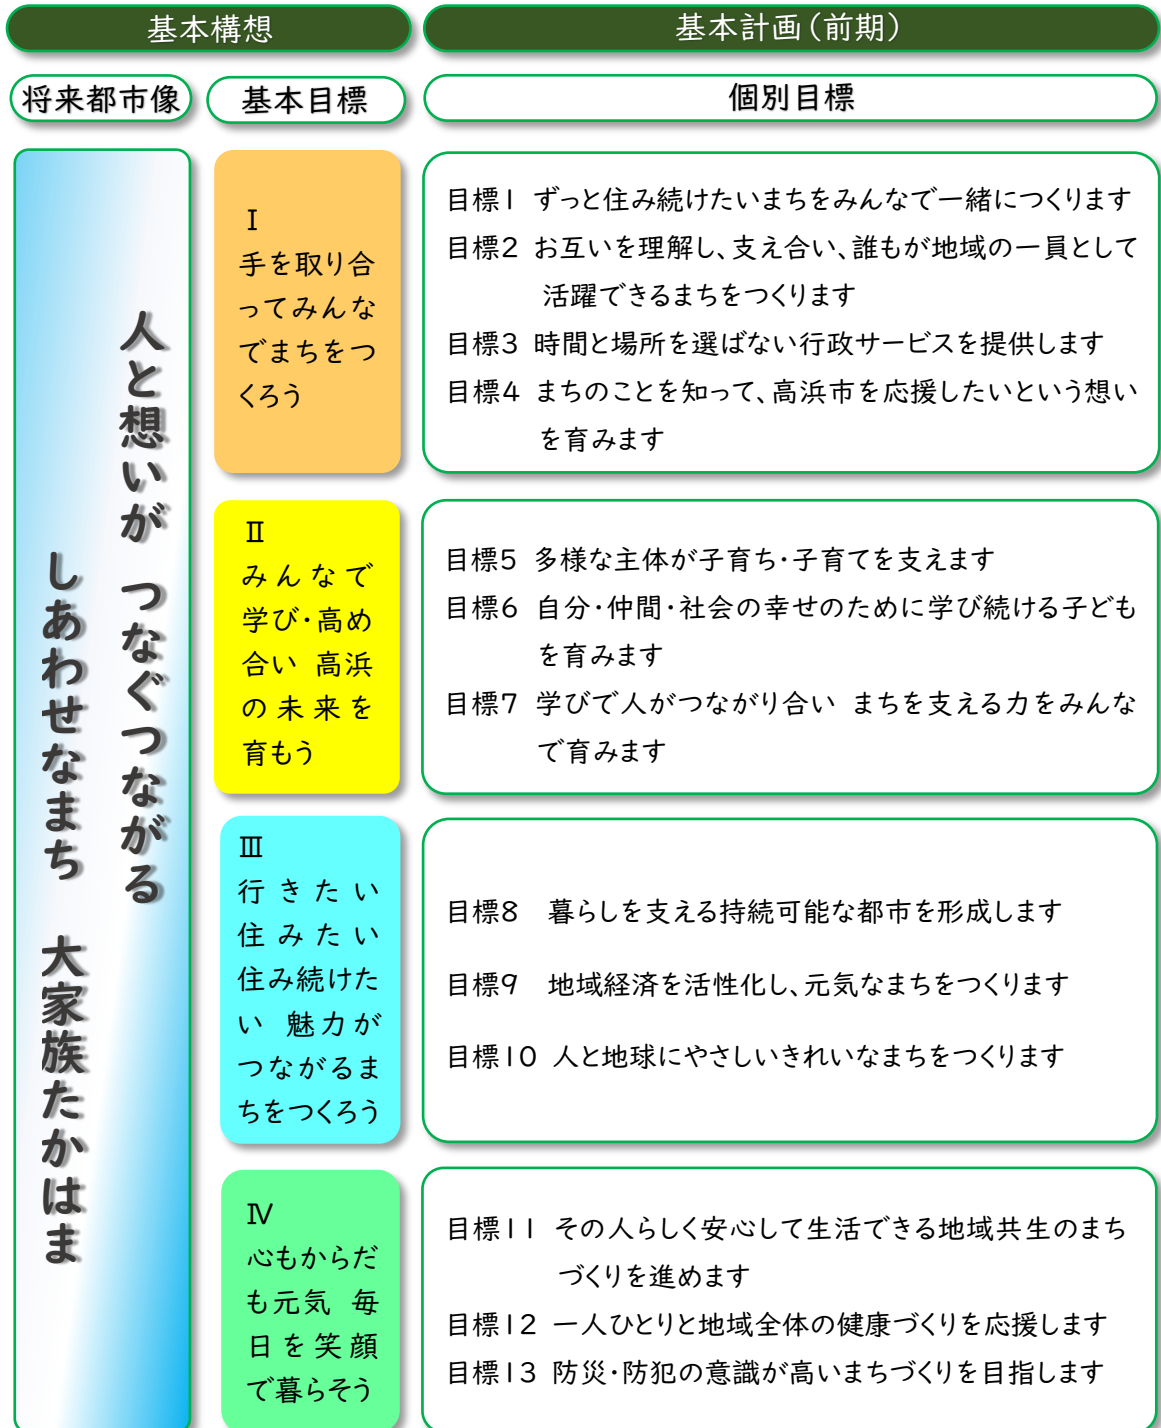 基本構想
基本計画(前期)
将来都市像
基本目標
個別目標
人と想いが つなぐつながる
しあわせなまち 大家族たかはま
Ⅰ
手を取り合
ってみんな
でまちをつ
くろう
目標1 ずっと住み続けたいまちをみんなで一緒につくります
目標2 お互いを理解し、支え合い、誰もが地域の一員として
活躍できるまちをつくります
目標3 時間と場所を選ばない行政サービスを提供します
目標4 まちのことを知って、高浜市を応援したいという想い
を育みます
Ⅱ
みんなで
学び・高め
合い 高浜
の未来を
育もう
目標5 多様な主体が子育ち・子育てを支えます
目標6 自分・仲間・社会の幸せのために学び続ける子ども
を育みます
目標7 学びで人がつながり合い まちを支える力をみんな
で育みます
Ⅲ
行きたい
住みたい
住み続けた
い 魅力が
つながるま
ちをつくろう
目標8 暮らしを支える持続可能な都市を形成します
目標9 地域経済を活性化し、元気なまちをつくります
目標10 人と地球にやさしいきれいなまちをつくります
Ⅳ
心もからだ
も元気 毎
日を笑顔
で暮らそう
目標11 その人らしく安心して生活できる地域共生のまち
づくりを進めます
目標12 一人ひとりと地域全体の健康づくりを応援します
目標13 防災・防犯の意識が高いまちづくりを目指します